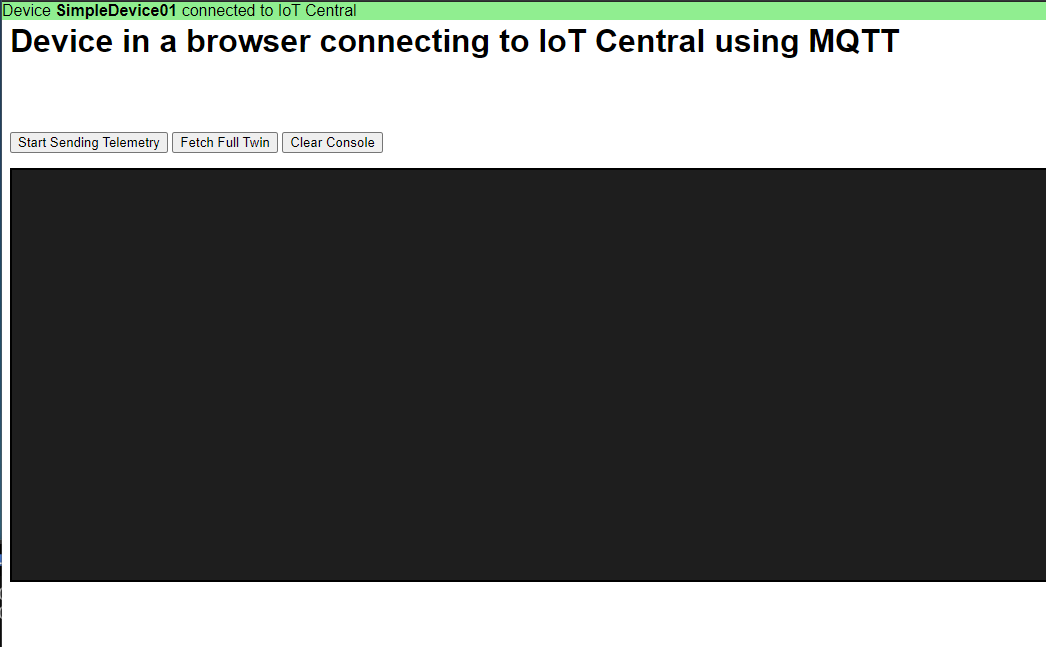 Device SimpleDevice01 connected to IoT Central
Device in a browser connecting to IoT Central using MQTT
Start Sending Telemetry Fetch Full Twin Clear Console